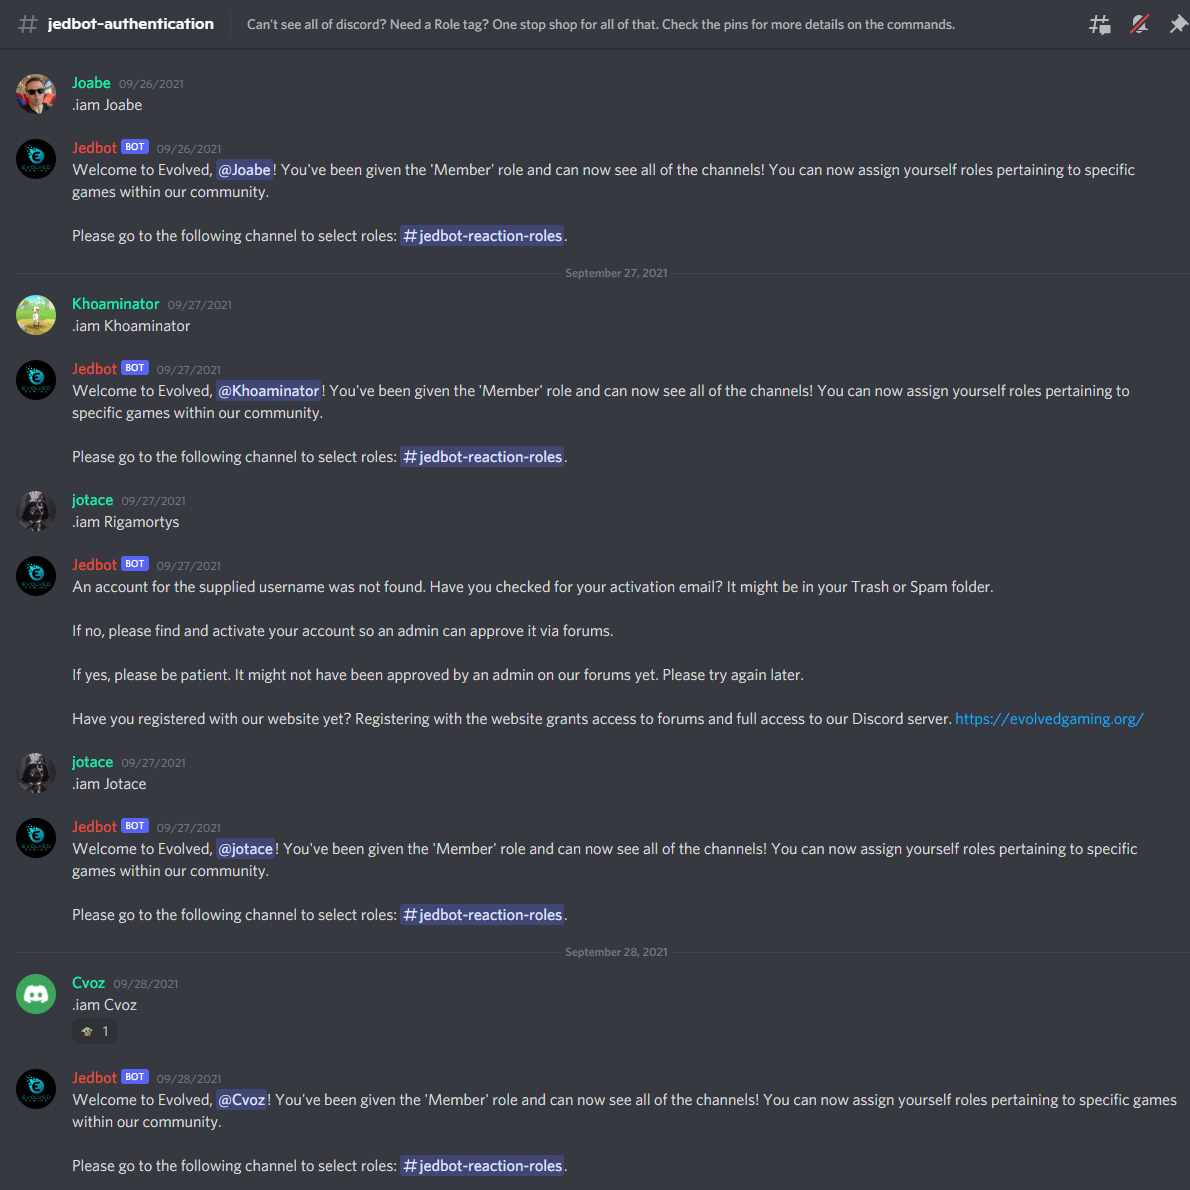 # jedbot-authentication Can't see all of discord? Need a Role tag? One stop shop for all of that. Check the pins for more details on the commands.
Joabe 09/26/2021
.iam Joabe
Jedbot BOT 09/26/2021
Welcome to Evolved, @Joabe! You've been given the 'Member' role and can now see all of the channels! You can now assign yourself roles pertaining to specific
games within our community.
Please go to the following channel to select roles: #jedbot-reaction-roles.
September 27, 2021
Khoaminator 09/27/2021
.iam Khoaminator
Jedbot BOT 09/27/2021
Welcome to Evolved, @Khoaminator! You've been given the 'Member' role and can now see all of the channels! You can now assign yourself roles pertaining to
specific games within our community.
Please go to the following channel to select roles: #jedbot-reaction-roles.
jotace 09/27/2021
.iam Rigamortys
Jedbot BOT 09/27/2021
An account for the supplied username was not found. Have you checked for your activation email? It might be in your Trash or Spam folder.
If no, please find and activate your account so an admin can approve it via forums.
If yes, please be patient. It might not have been approved by an admin on our forums yet. Please try again later.
Have you registered with our website yet? Registering with the website grants access to forums and full access to our Discord server. https://evolvedgaming.org/
jotace 09/27/2021
.iam Jotace
Jedbot BOT 09/27/2021
Welcome to Evolved, @jotace! You've been given the 'Member' role and can now see all of the channels! You can now assign yourself roles pertaining to specific
games within our community.
Please go to the following channel to select roles: #jedbot-reaction-roles.
September 28, 2021
Cvoz 09/28/2021
.iam Cvoz
1
Jedbot BOT 09/28/2021
Welcome to Evolved, @Cvoz! You've been given the 'Member' role and can now see all of the channels! You can now assign yourself roles pertaining to specific games
within our community.
Please go to the following channel to select roles: #jedbot-reaction-roles.